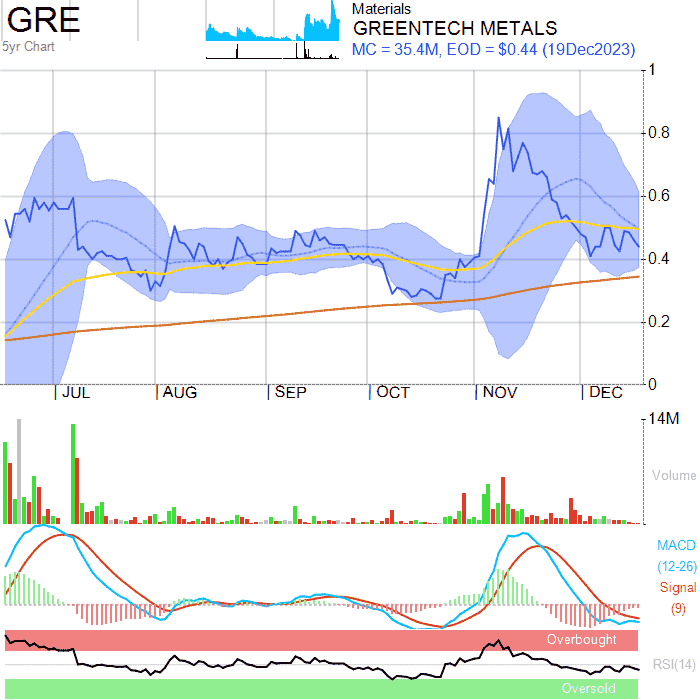 GRE
5yr Chart
Materials
GREENTECH METALS
MC = 35.4M, EOD = $0.44 (19Dec2023)
1
0.8
0.6
0.4
0.2
0
JUL AUG SEP OCT NOV DEC
14M
Volume
MACD
(12-26)
Signal
(9)
Overbought
RSI(14)
Oversold